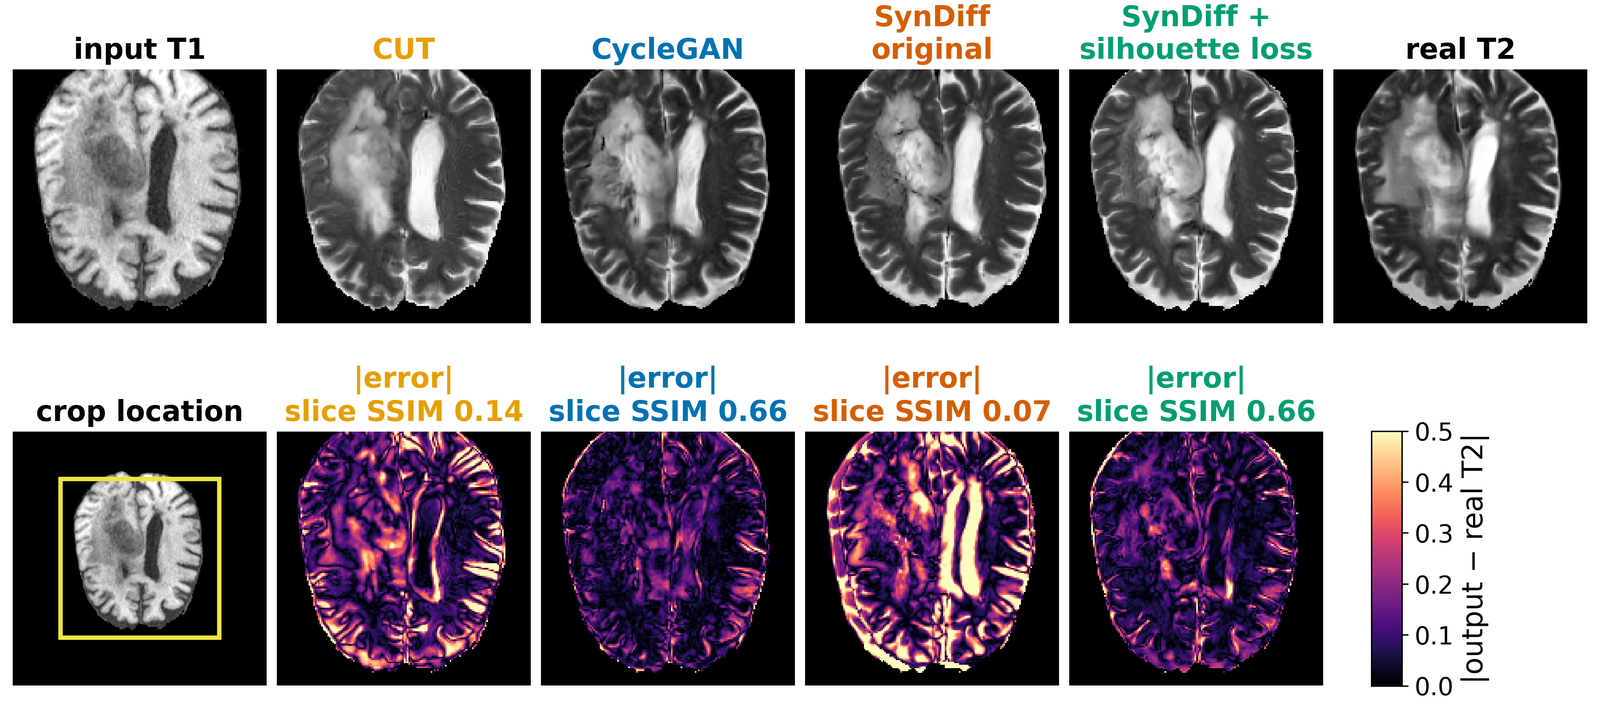 input T1
CUT
CycleGAN
SynDiff
original
SynDiff +
silhouette loss
real T2
crop location
|error|
slice SSIM 0.14
|error|
slice SSIM 0.66
|error|
slice SSIM 0.07
|error|
slice SSIM 0.66
0.5
0.4
0.3
0.2
0.1
0.0
|output − real T2|